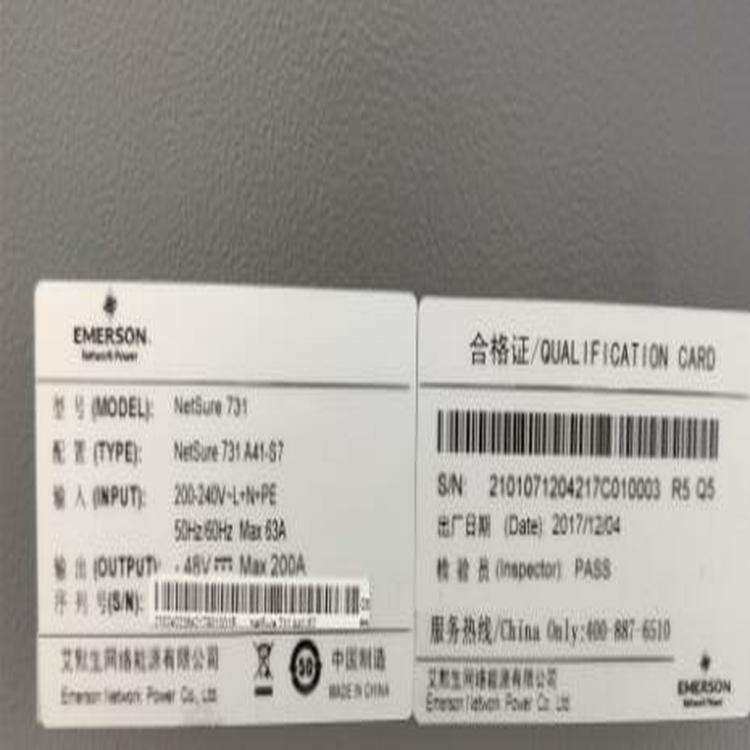 EMERSON
Network Power
型 号 (MODEL): NetSure 731
配 置 (TYPE): NetSure 731 A41-S7
输 入 (INPUT): 200-240V~L+N+PE
50Hz/60Hz Max 63A
输 出 (OUTPUT): -48V Max 200A
序 列 号(S/N):
艾默生网络能源有限公司
Emerson Network Power Co., Ltd.
50
中国制造
MADE IN CHINA
合格证/QUALIFICATION CARD
S/N: 2101071204217C010003 R5 Q5
出厂日期 (Date) 2017/12/04
检 验 员 (Inspector) PASS
服务热线/China Only:400-887-6510
艾默生网络能源有限公司
Emerson Network Power Co. Ltd.
EMERSON
Network Power